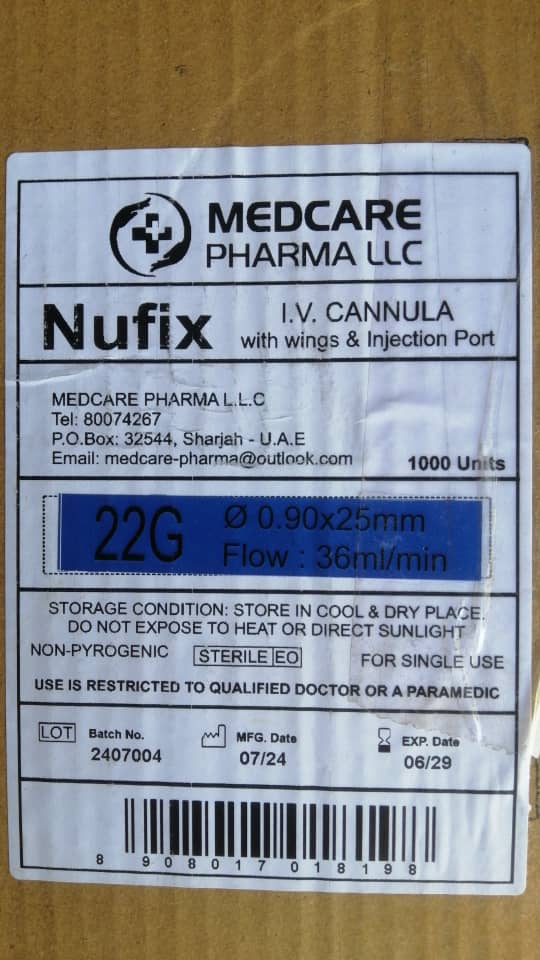 MEDCARE
PHARMA LLC
Nufix
I.V. CANNULA
with wings & Injection Port
MEDCARE PHARMA L.L.C
Tel: 80074267
P.O.Box: 32544, Sharjah - U.A.E
Email: medcare-pharma@outlook.com
1000 Units
22G
Ø 0.90x25mm
Flow : 36ml/min
STORAGE CONDITION: STORE IN COOL & DRY PLACE.
DO NOT EXPOSE TO HEAT OR DIRECT SUNLIGHT
NON-PYROGENIC STERILE EO FOR SINGLE USE
USE IS RESTRICTED TO QUALIFIED DOCTOR OR A PARAMEDIC
LOT Batch No.
2407004
MFG. Date
07/24
EXP. Date
06/29
8 908017 018198